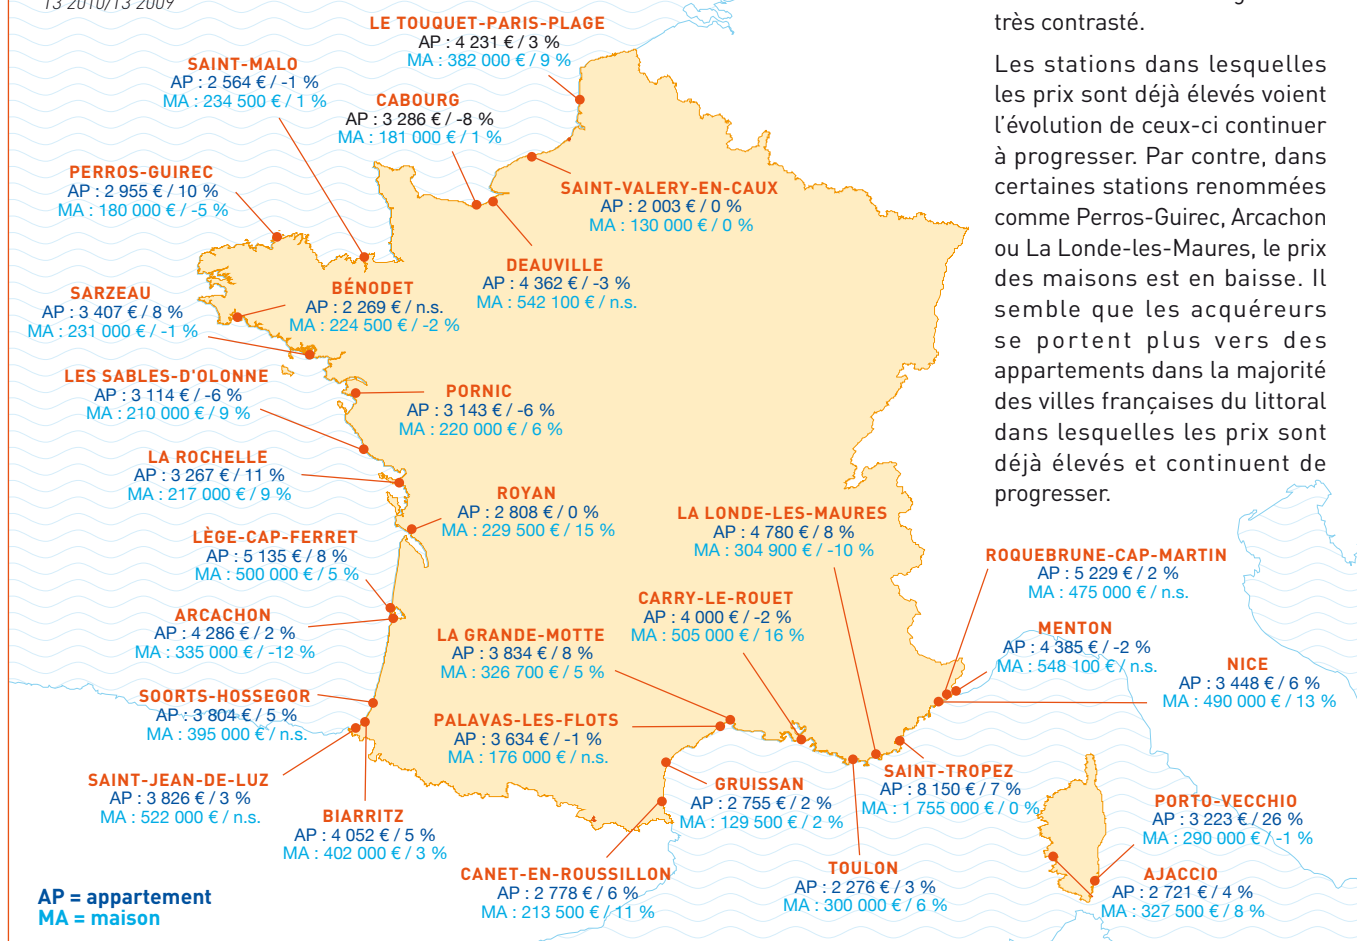 T3 2010/T3 2009
LE TOUQUET-PARIS-PLAGE
AP : 4 231 € / 3 %
MA : 382 000 € / 9 %
SAINT-MALO
AP : 2 564 € / -1 %
MA : 234 500 € / 1 %
CABOURG
AP : 3 286 € / -8 %
MA : 181 000 € / 1 %
PERROS-GUIREC
AP : 2 955 € / 10 %
MA : 180 000 € / -5 %
SAINT-VALERY-EN-CAUX
AP : 2 003 € / 0 %
MA : 130 000 € / 0 %
DEAUVILLE
AP : 4 362 € / -3 %
MA : 542 100 € / n.s.
BÉNODET
AP : 2 269 € / n.s.
MA : 224 500 € / -2 %
SARZEAU
AP : 3 407 € / 8 %
MA : 231 000 € / -1 %
LES SABLES-D'OLONNE
AP : 3 114 € / -6 %
MA : 210 000 € / 9 %
PORNIC
AP : 3 143 € / -6 %
MA : 220 000 € / 6 %
LA ROCHELLE
AP : 3 267 € / 11 %
MA : 217 000 € / 9 %
ROYAN
AP : 2 808 € / 0 %
MA : 229 500 € / 15 %
LA LONDE-LES-MAURES
AP : 4 780 € / 8 %
MA : 304 900 € / -10 %
LÈGE-CAP-FERRET
AP : 5 135 € / 8 %
MA : 500 000 € / 5 %
ROQUEBRUNE-CAP-MARTIN
AP : 5 229 € / 2 %
MA : 475 000 € / n.s.
CARRY-LE-ROUET
AP : 4 000 € / -2 %
MA : 505 000 € / 16 %
ARCACHON
AP : 4 286 € / 2 %
MA : 335 000 € / -12 %
LA GRANDE-MOTTE
AP : 3 834 € / 8 %
MA : 326 700 € / 5 %
MENTON
AP : 4 385 € / -2 %
MA : 548 100 € / n.s.
NICE
AP : 3 448 € / 6 %
MA : 490 000 € / 13 %
SOORTS-HOSSEGOR
AP : 3 804 € / 5 %
MA : 395 000 € / n.s.
PALAVAS-LES-FLOTS
AP : 3 634 € / -1 %
MA : 176 000 € / n.s.
SAINT-JEAN-DE-LUZ
AP : 3 826 € / 3 %
MA : 522 000 € / n.s.
GRUISSAN
AP : 2 755 € / 2 %
MA : 129 500 € / 2 %
SAINT-TROPEZ
AP : 8 150 € / 7 %
MA : 1 755 000 € / 0 %
BIARRITZ
AP : 4 052 € / 5 %
MA : 402 000 € / 3 %
PORTO-VECCHIO
AP : 3 223 € / 26 %
MA : 290 000 € / -1 %
CANET-EN-ROUSSILLON
AP : 2 778 € / 6 %
MA : 213 500 € / 11 %
TOULON
AP : 2 276 € / 3 %
MA : 300 000 € / 6 %
AJACCIO
AP : 2 721 € / 4 %
MA : 327 500 € / 8 %
AP = appartement
MA = maison
très contrasté.
Les stations dans lesquelles
les prix sont déjà élevés voient
l'évolution de ceux-ci continuer
à progresser. Par contre, dans
certaines stations renommées
comme Perros-Guirec, Arcachon
ou La Londe-les-Maures, le prix
des maisons est en baisse. Il
semble que les acquéreurs
se portent plus vers des
appartements dans la majorité
des villes françaises du littoral
dans lesquelles les prix sont
déjà élevés et continuent de
progresser.